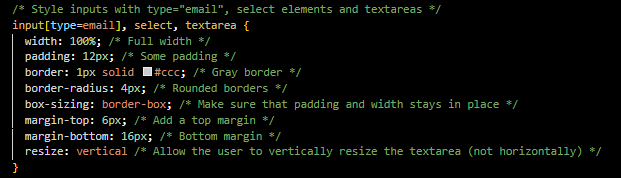 /* Style inputs with type="email", select elements and textareas */
input[type=email], select, textarea {
width: 100%; /* Full width */
padding: 12px; /* Some padding */
border: 1px solid #ccc; /* Gray border */
border-radius: 4px; /* Rounded borders */
box-sizing: border-box; /* Make sure that padding and width stays in place */
margin-top: 6px; /* Add a top margin */
margin-bottom: 16px; /* Bottom margin */
resize: vertical /* Allow the user to vertically resize the textarea (not horizontally) */
}